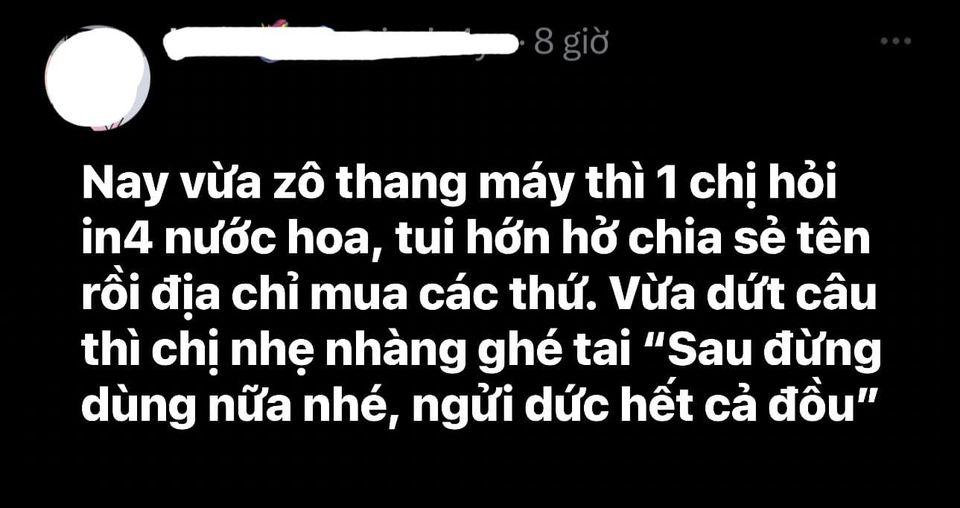 · 8 giờ
Nay vừa zô thang máy thì 1 chị hỏi
in4 nước hoa, tui hớn hở chia sẻ tên
rồi địa chỉ mua các thứ. Vừa dứt câu
thì chị nhẹ nhàng ghé tai “Sau đừng
dùng nữa nhé, ngửi dức hết cả đồu”